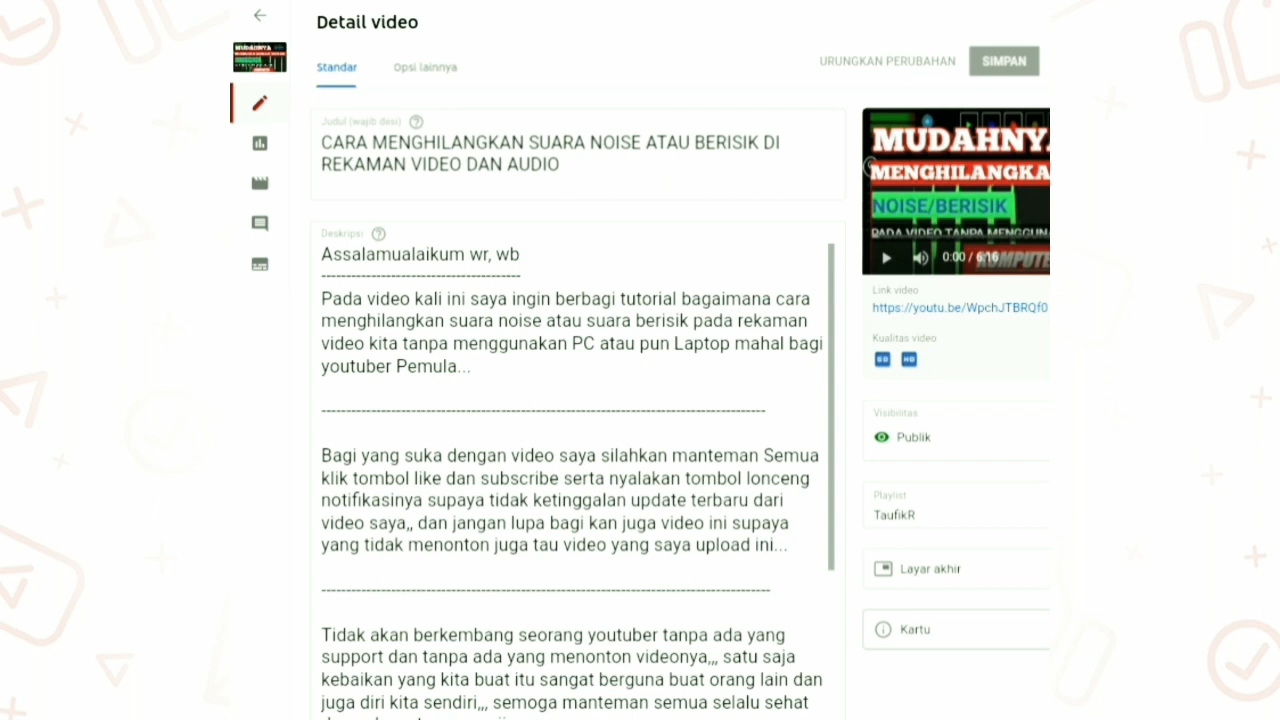 Detail video
Standar
Opsi lainnya
URUNGKAN PERUBAHAN
SIMPAN
Judul (wajib diisi)
CARA MENGHILANGKAN SUARA NOISE ATAU BERISIK DI
REKAMAN VIDEO DAN AUDIO
Deskripsi
Assalamualaikum wr, wb
---------------------------------------
Pada video kali ini saya ingin berbagi tutorial bagaimana cara
menghilangkan suara noise atau suara berisik pada rekaman
video kita tanpa menggunakan PC atau pun Laptop mahal bagi
youtuber Pemula...
----------------------------------------------------------------------------------------
Bagi yang suka dengan video saya silahkan manteman Semua
klik tombol like dan subscribe serta nyalakan tombol lonceng
notifikasinya supaya tidak ketinggalan update terbaru dari
video saya,, dan jangan lupa bagi kan juga video ini supaya
yang tidak menonton juga tau video yang saya upload ini...
-----------------------------------------------------------------------------------------
Tidak akan berkembang seorang youtuber tanpa ada yang
support dan tanpa ada yang menonton videonya,,, satu saja
kebaikan yang kita buat itu sangat berguna buat orang lain dan
juga diri kita sendiri,,, semoga manteman semua selalu sehat
MUDAHNYA
MENGHILANGKA
NOISE/BERISIK
PADA VIDEO TANPA MENGGUNA
KOMPUTE
0:00 / 6:16
Link video
https://youtu.be/WpchJTBRQf0
Kualitas video
SD HD
Visibilitas
Publik
Playlist
TaufikR
Layar akhir
Kartu